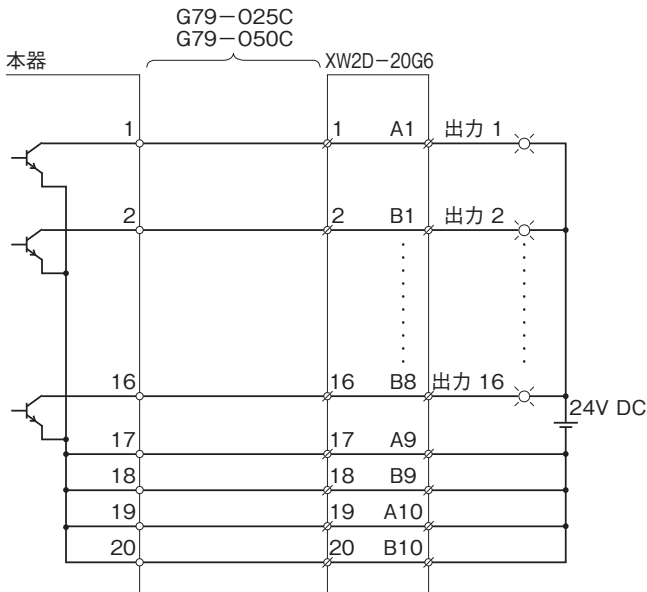 G79-O25C
G79-O50C
本器
XW2D-20G6
1 1 A1 出力 1
2 2 B1 出力 2
16 16 B8 出力 16
24V DC
17 17 A9
18 18 B9
19 19 A10
20 20 B10